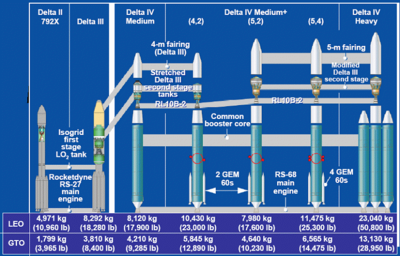 Delta II
792X
Delta III
Delta IV
Medium
Delta IV Medium+
(4,2)
(5,2)
(5,4)
Delta IV
Heavy
4-m fairing
(Delta III)
5-m fairing
Stretched
Delta III
second stage
tanks
Modified
Delta III
second stage
RL10B-2
RL10B-2
Isogrid
first stage
LO2 tank
Common
booster core
Rocketdyne
RS-27
main
engine
2 GEM
60s
RS-68
main
engine
4 GEM
60s
LEO
4,971 kg
(10,960 lb)
8,292 kg
(18,280 lb)
8,120 kg
(17,900 lb)
10,430 kg
(23,000 lb)
7,980 kg
(17,600 lb)
11,475 kg
(25,300 lb)
23,040 kg
(50,800 lb)
GTO
1,799 kg
(3,965 lb)
3,810 kg
(8,400 lb)
4,210 kg
(9,285 lb)
5,845 kg
(12,890 lb)
4,640 kg
(10,230 lb)
6,565 kg
(14,475 lb)
13,130 kg
(28,950 lb)